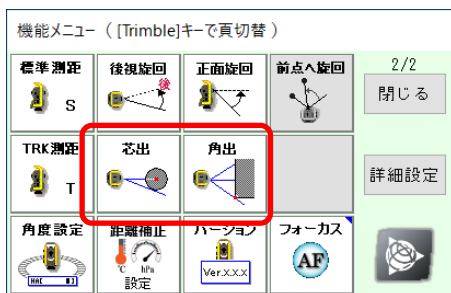 機能メニュー（ [Trimble]キーで頁切替 ）
標準測距 後視旋回 正面旋回 前点へ旋回 2/2
S 後 閉じる
TRK測距 芯出 角出
T 詳細設定
角度設定 距離補正 バージョン フォーカス
HA[ 0] ℃ hPa Ver.X.X.X AF
設定